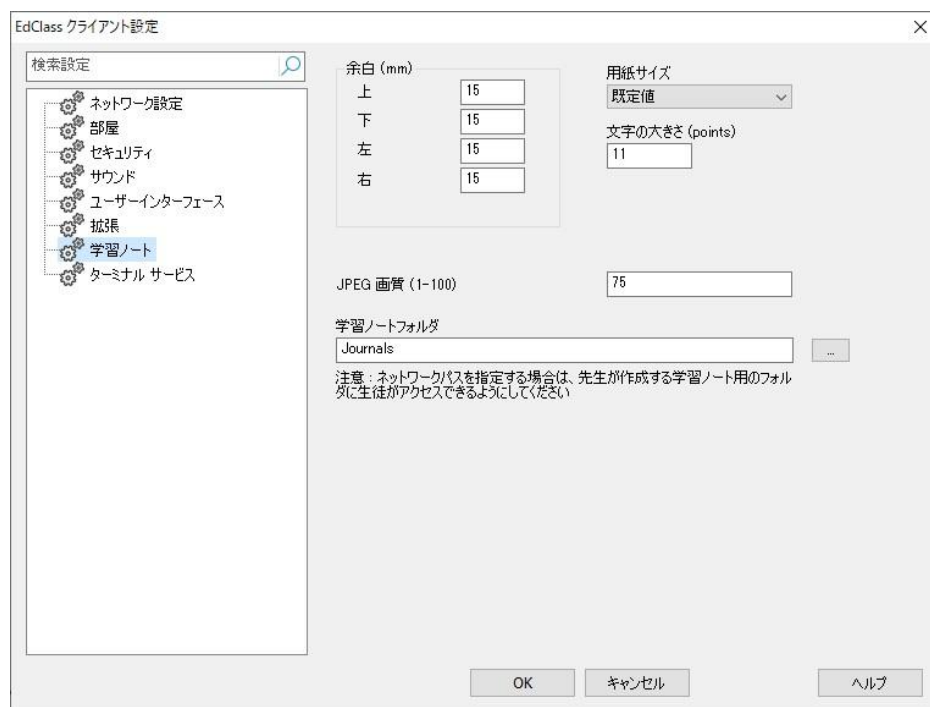 EdClass クライアント設定
検索設定
ネットワーク設定
部屋
セキュリティ
サウンド
ユーザーインターフェース
拡張
学習ノート
ターミナル サービス
余白 (mm)
上 15
下 15
左 15
右 15
用紙サイズ
既定値
文字の大きさ (points)
11
JPEG 画質 (1-100) 75
学習ノートフォルダ
Journals
...
注意 : ネットワークパスを指定する場合は、先生が作成する学習ノート用のフォル
ダに生徒がアクセスできるようにしてください
OK キャンセル ヘルプ